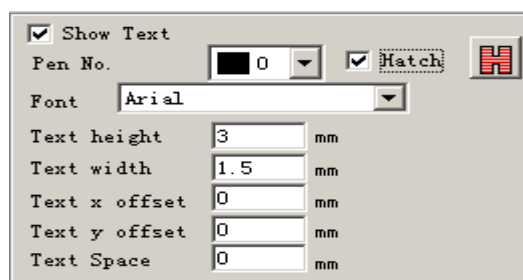 Show Text
Pen No. 0 Hatch H
Font Arial
Text height 3 mm
Text width 1.5 mm
Text x offset 0 mm
Text y offset 0 mm
Text Space 0 mm